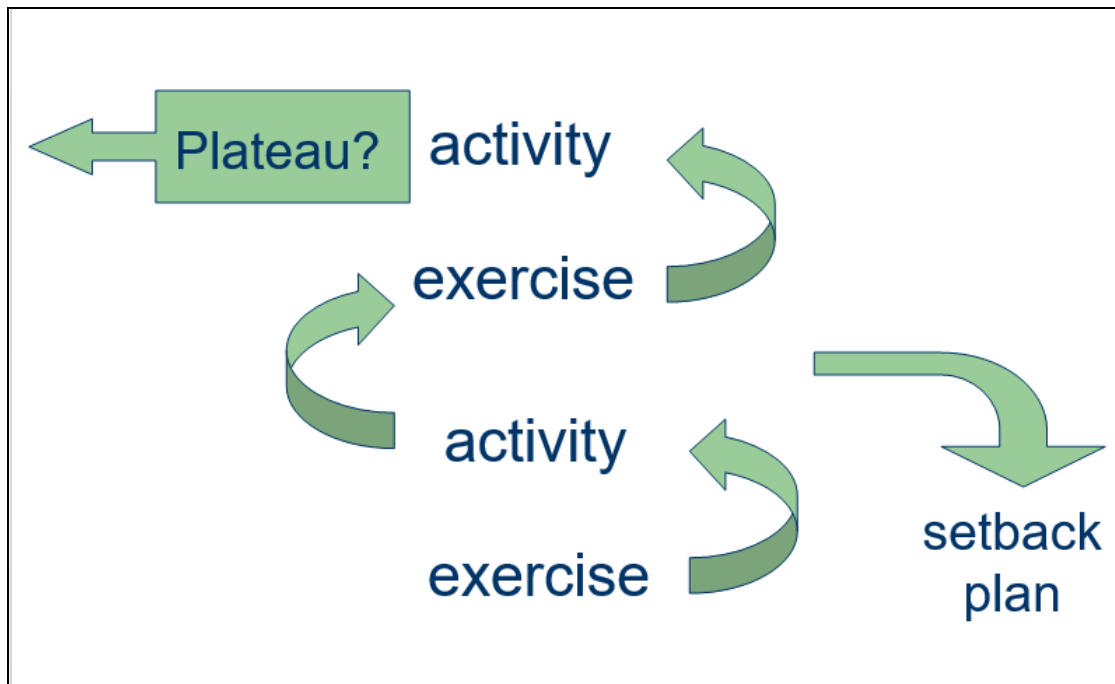 Plateau? activity
exercise
activity
exercise
setback
plan